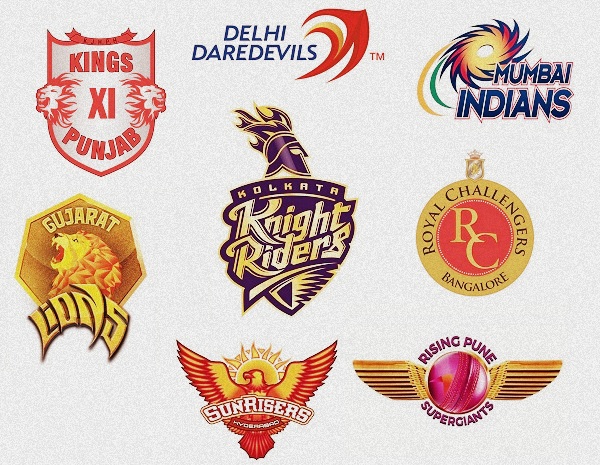 KINGS
XI
PUNJAB
DELHI
DAREDEVILS
TM
MUMBAI
INDIANS
GUJARAT
LIONS
KOLKATA
Knight
Riders
ROYAL CHALLENGERS
RC
BANGALORE
SUNRISERS
HYDERABAD
RISING PUNE
SUPERGIANTS